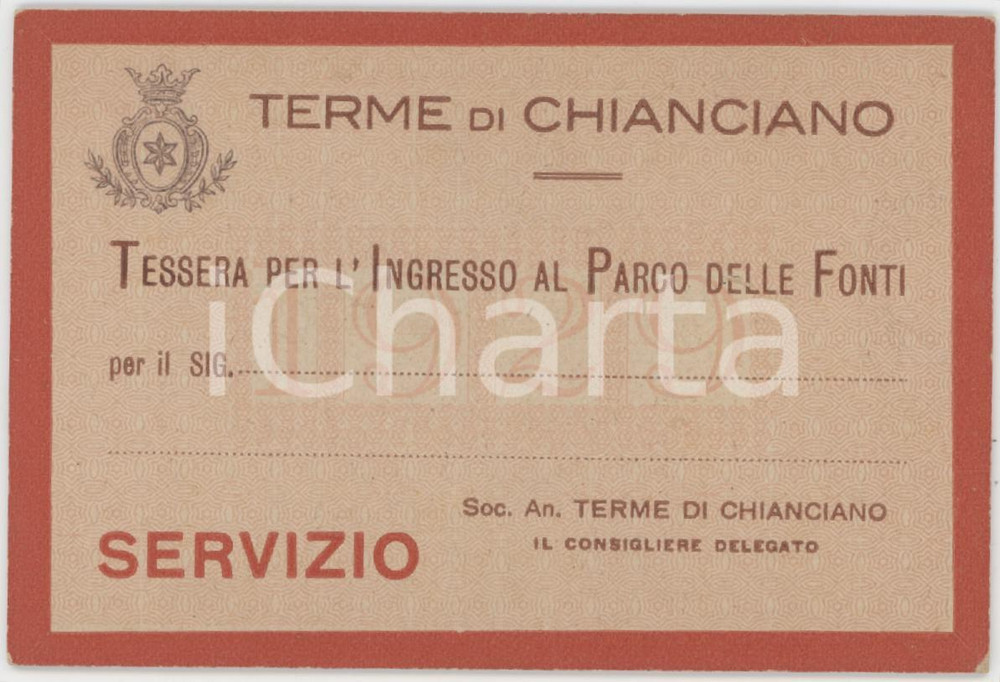 TERME DI CHIANCIANO
TESSERA PER L' INGRESSO AL PARCO DELLE FONTI
iCharta
1929
per il SIG.
Soc. An. TERME DI CHIANCIANO
IL CONSIGLIERE DELEGATO
SERVIZIO